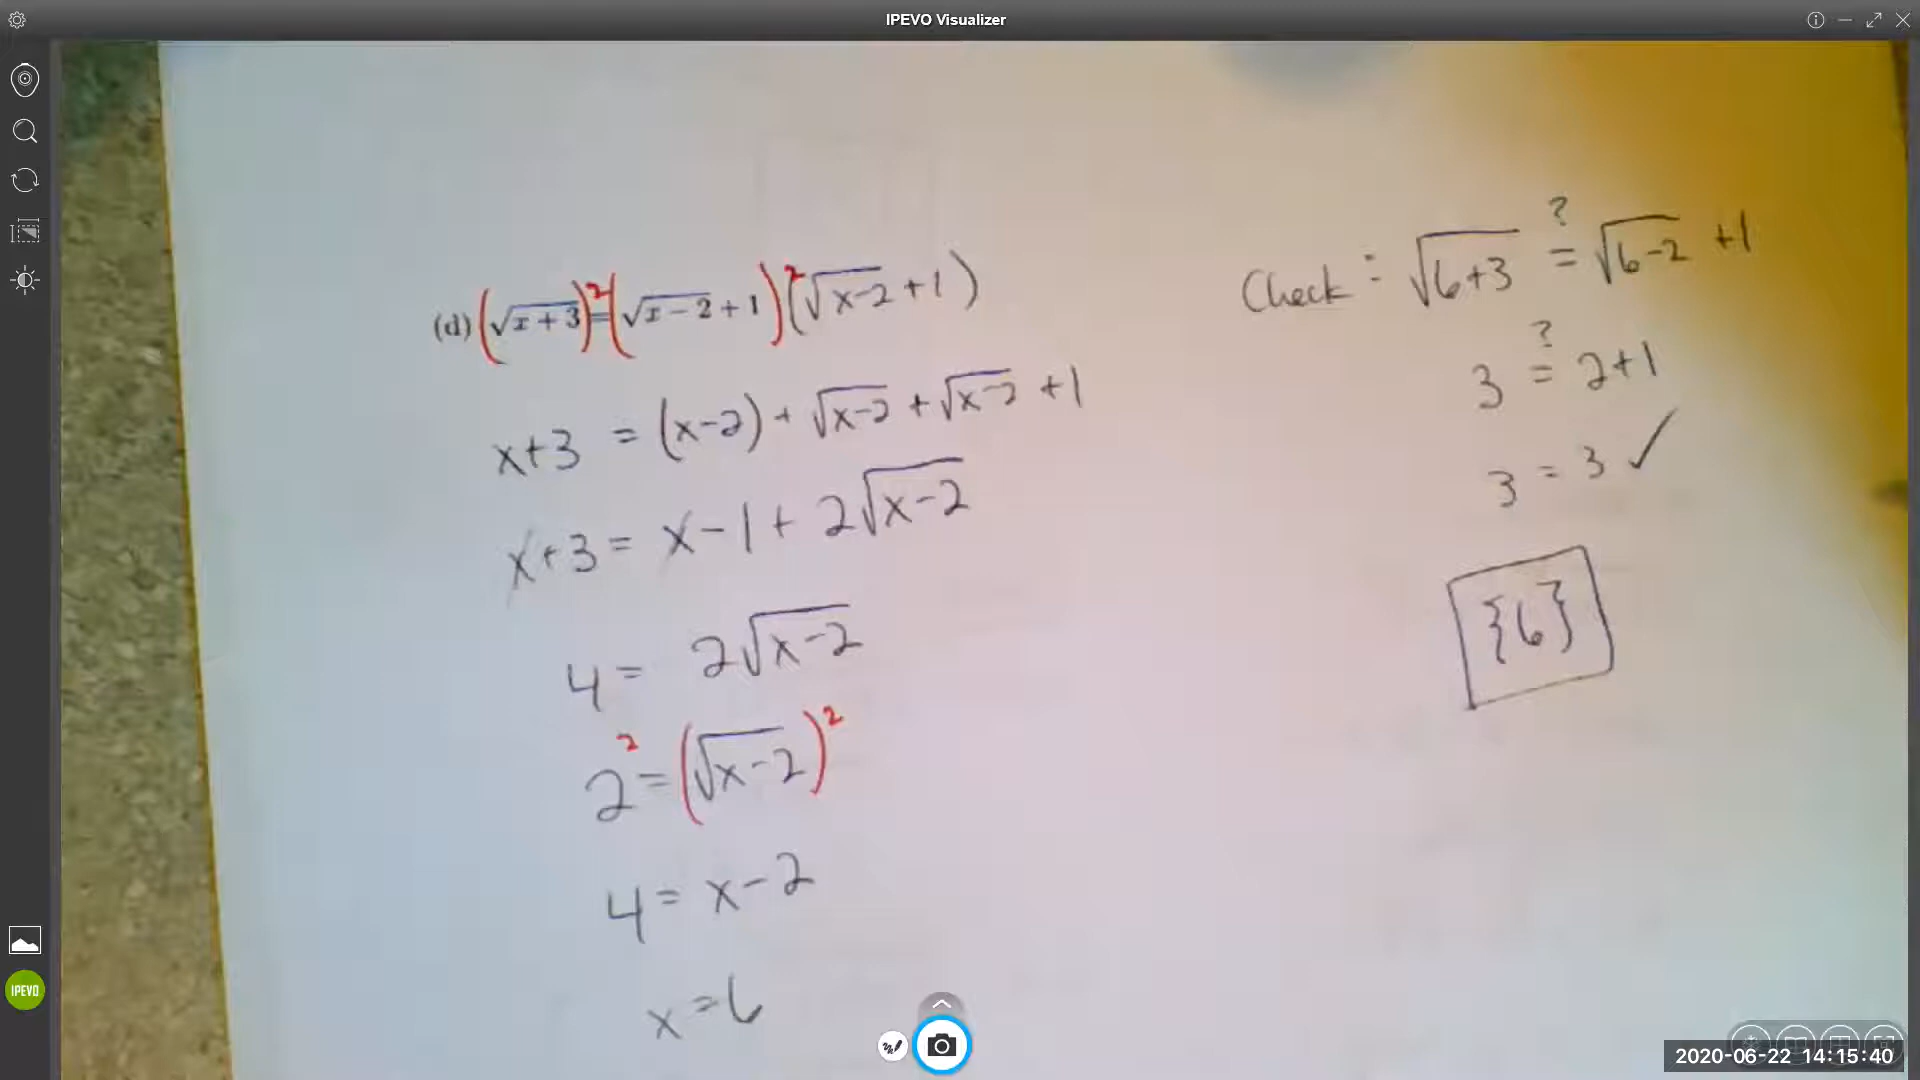 IPEVO Visualizer
(d) (√(x+3))² = (√(x-2) + 1)² (√(x-2) + 1)
x+3 = (x-2) + √(x-2) + √(x-2) + 1
x+3 = x-1 + 2√(x-2)
4 = 2√(x-2)
2² = (√(x-2))²
4 = x-2
x = 6
Check: √(6+3) ≟ √(6-2) + 1
3 ≟ 2+1
3 = 3 ✓
{6}
IPEVO
2020-06-22 14:15:40